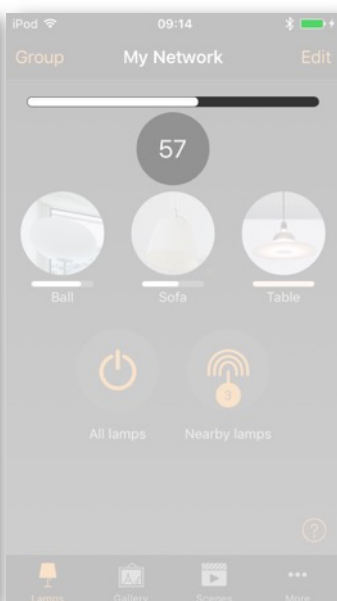 iPod 09:14
Group My Network Edit
57
Ball Sofa Table
3
All lamps Nearby lamps
?
Lamps Gallery Scenes More